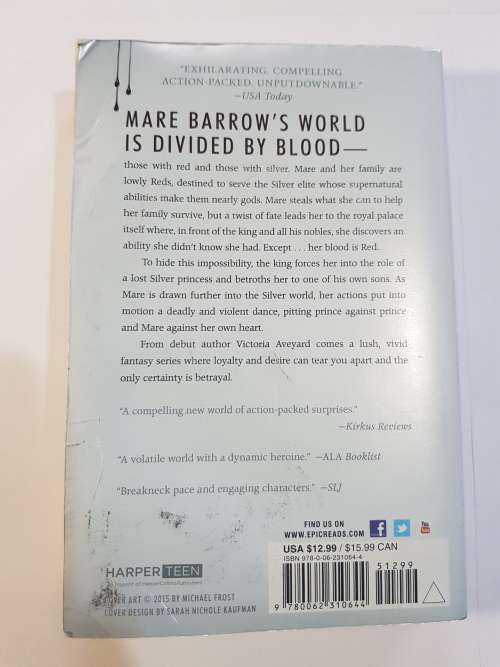 "EXHILARATING. COMPELLING.
ACTION-PACKED. UNPUTDOWNABLE."
—USA Today
MARE BARROW'S WORLD
IS DIVIDED BY BLOOD—
those with red and those with silver. Mare and her family are
lowly Reds, destined to serve the Silver elite whose supernatural
abilities make them nearly gods. Mare steals what she can to help
her family survive, but a twist of fate leads her to the royal palace
itself where, in front of the king and all his nobles, she discovers an
ability she didn't know she had. Except . . . her blood is Red.
To hide this impossibility, the king forces her into the role of
a lost Silver princess and betroths her to one of his own sons. As
Mare is drawn further into the Silver world, her actions put into
motion a deadly and violent dance, pitting prince against prince
and Mare against her own heart.
From debut author Victoria Aveyard comes a lush, vivid
fantasy series where loyalty and desire can tear you apart and the
only certainty is betrayal.
"A compelling new world of action-packed surprises."
—Kirkus Reviews
"A volatile world with a dynamic heroine." —ALA Booklist
"Breakneck pace and engaging characters." —SLJ
FIND US ON
WWW.EPICREADS.COM
f
You Tube
USA $12.99 / $15.99 CAN
ISBN 978-0-06-231064-4
51299
9 780062 310644
HARPER TEEN
An Imprint of HarperCollinsPublishers
COVER ART © 2015 BY MICHAEL FROST
COVER DESIGN BY SARAH NICHOLE KAUFMAN